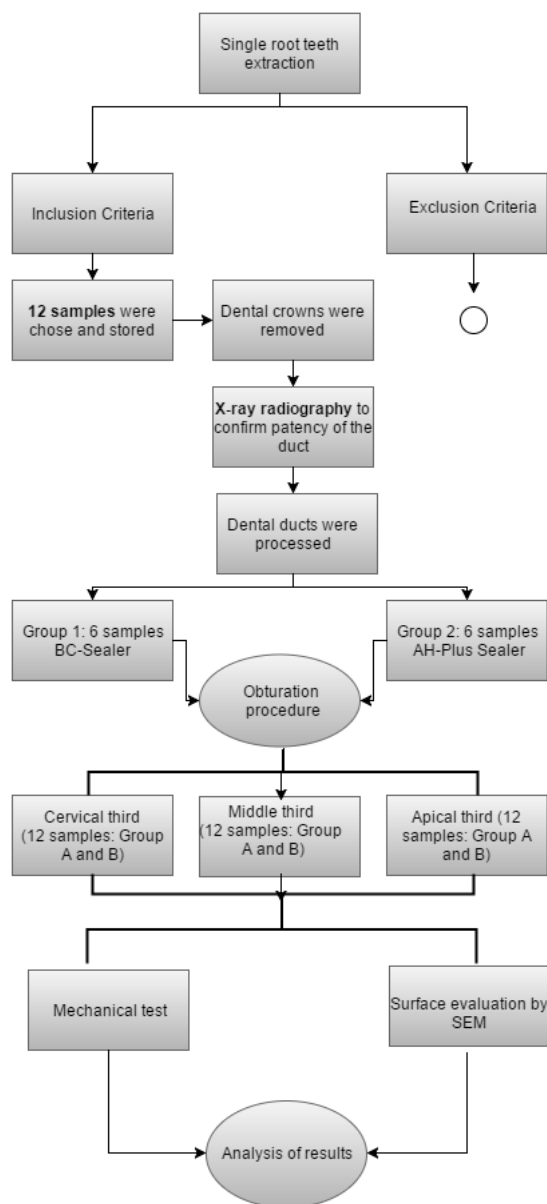 Single root teeth
extraction
Inclusion Criteria
Exclusion Criteria
12 samples were
chose and stored
Dental crowns were
removed
X-ray radiography to
confirm patency of the
duct
Dental ducts were
processed
Group 1: 6 samples
BC-Sealer
Group 2: 6 samples
AH-Plus Sealer
Obturation
procedure
Cervical third
(12 samples: Group
A and B)
Middle third
(12 samples: Group
A and B)
Apical third (12
samples: Group A
and B)
Mechanical test
Surface evaluation by
SEM
Analysis of results